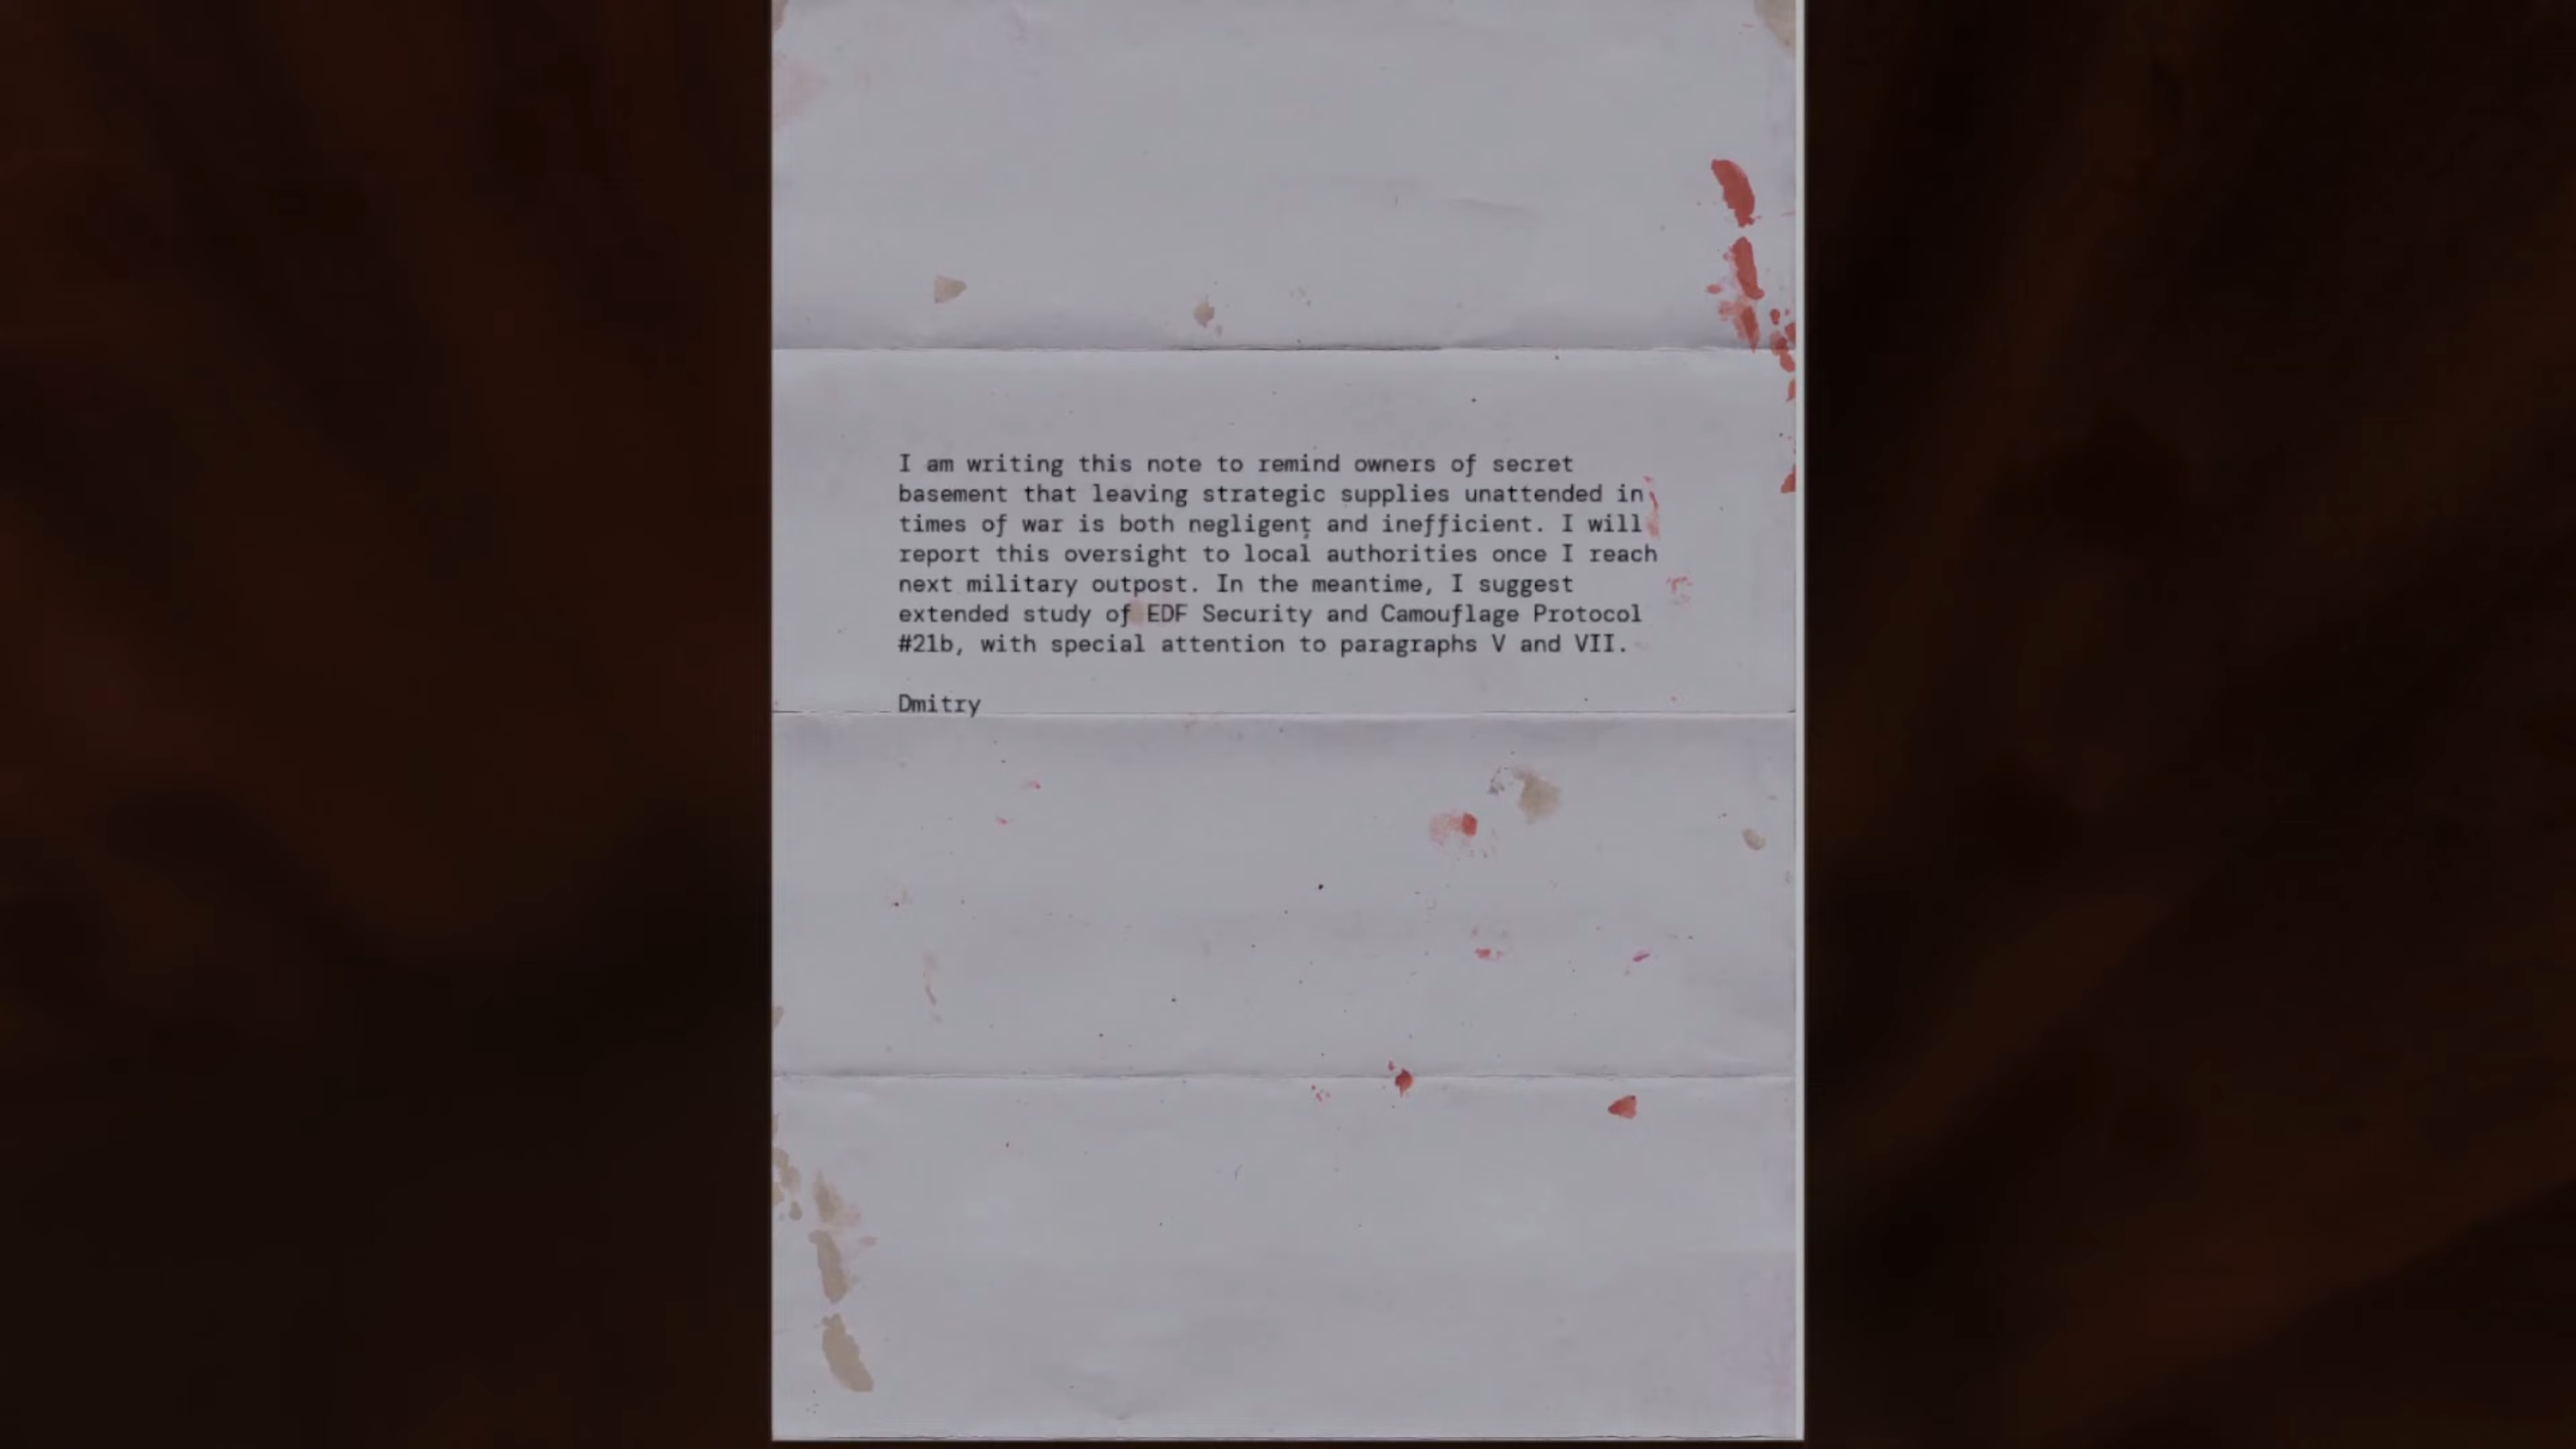 I am writing this note to remind owners of secret
basement that leaving strategic supplies unattended in
times of war is both negligent and inefficient. I will
report this oversight to local authorities once I reach
next military outpost. In the meantime, I suggest
extended study of EDF Security and Camouflage Protocol
#21b, with special attention to paragraphs V and VII.
Dmitry